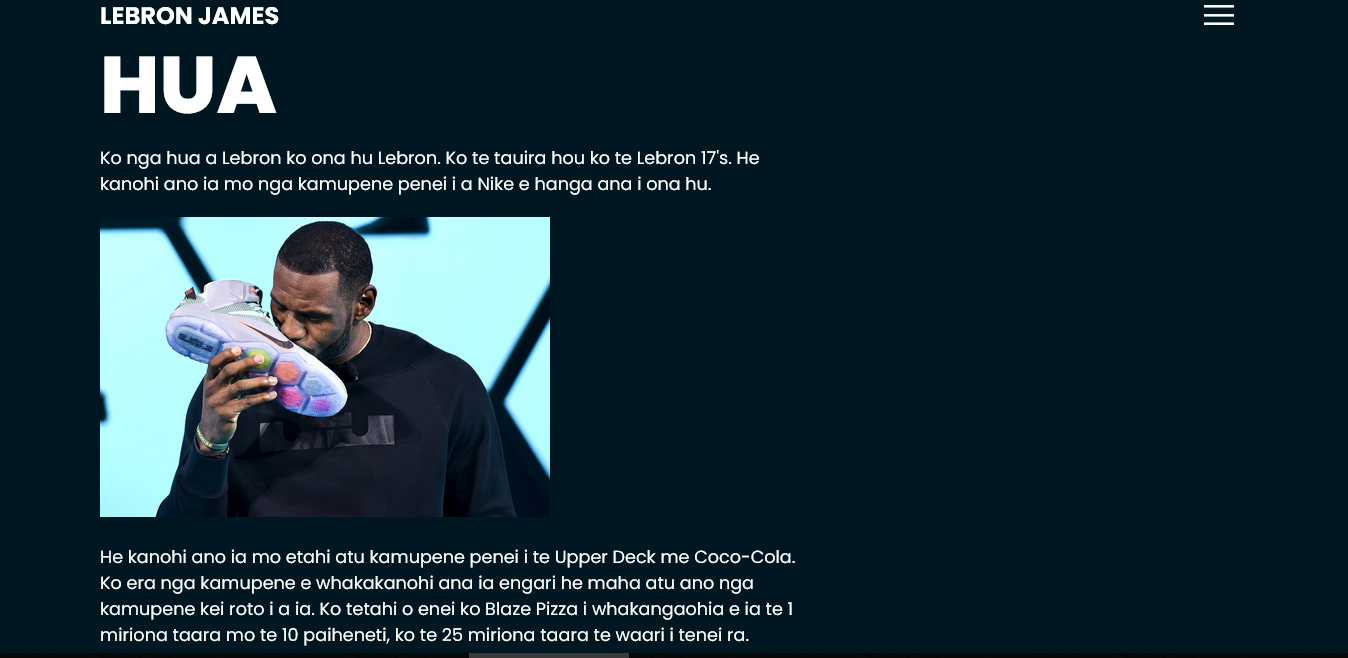 LEBRON JAMES
HUA
Ko nga hua a Lebron ko ona hu Lebron. Ko te tauira hou ko te Lebron 17's. He
kanohi ano ia mo nga kamupene penei i a Nike e hanga ana i ona hu.
He kanohi ano ia mo etahi atu kamupene penei i te Upper Deck me Coco-Cola.
Ko era nga kamupene e whakakanohi ana ia engari he maha atu ano nga
kamupene kei roto i a ia. Ko tetahi o enei ko Blaze Pizza i whakangaohia e ia te 1
miriona taara mo te 10 paiheneti, ko te 25 miriona taara te waari i tenei ra.